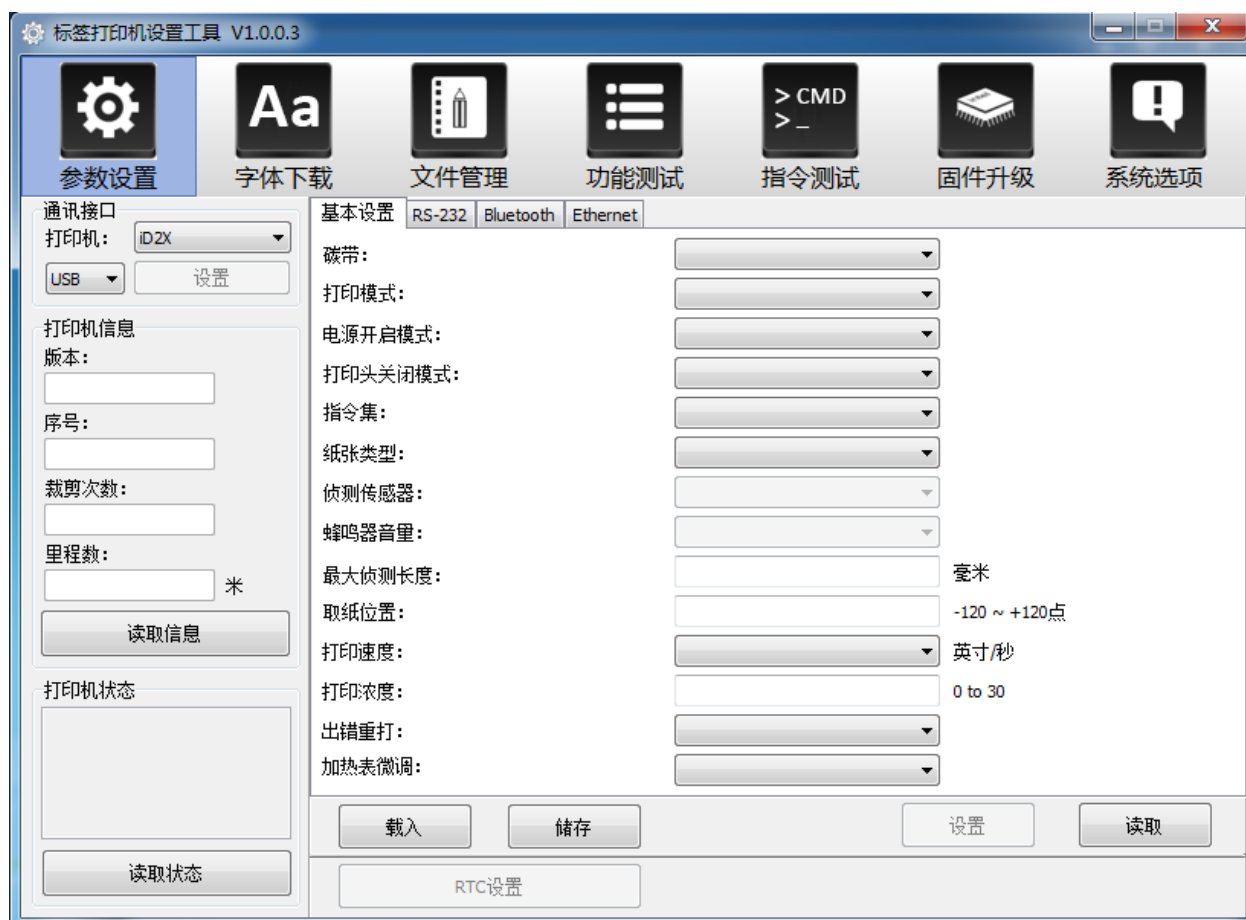 标签打印机设置工具 V1.0.0.3
Aa
> CMD
> _
参数设置 字体下载 文件管理 功能测试 指令测试 固件升级 系统选项
通讯接口
打印机: iD2X
USB 设置
打印机信息
版本:
序号:
裁剪次数:
里程数:
米
读取信息
打印机状态
读取状态
基本设置 RS-232 Bluetooth Ethernet
碳带:
打印模式:
电源开启模式:
打印头关闭模式:
指令集:
纸张类型:
侦测传感器:
蜂鸣器音量:
最大侦测长度: 毫米
取纸位置: -120 ~ +120点
打印速度: 英寸/秒
打印浓度: 0 to 30
出错重打:
加热表微调:
载入 储存 设置 读取
RTC设置